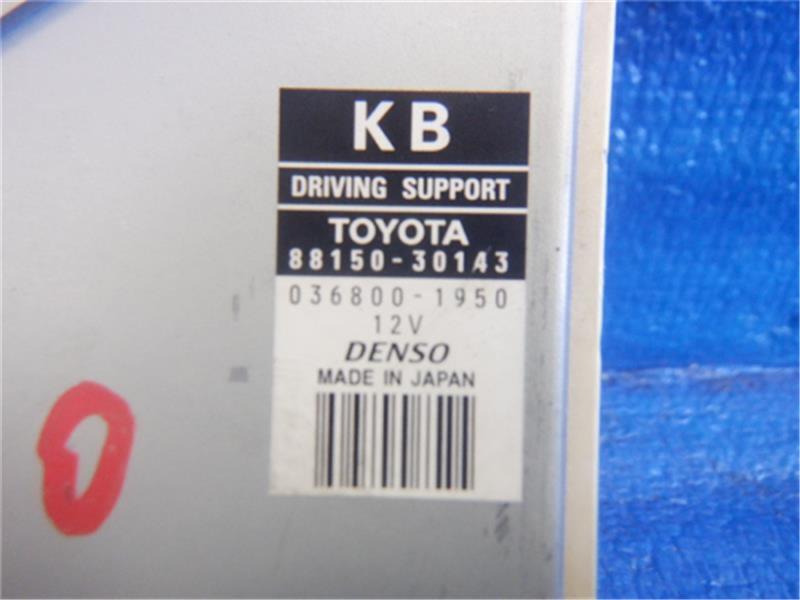 KB
DRIVING SUPPORT
TOYOTA
88150-30143
036800-1950
12V
DENSO
MADE IN JAPAN